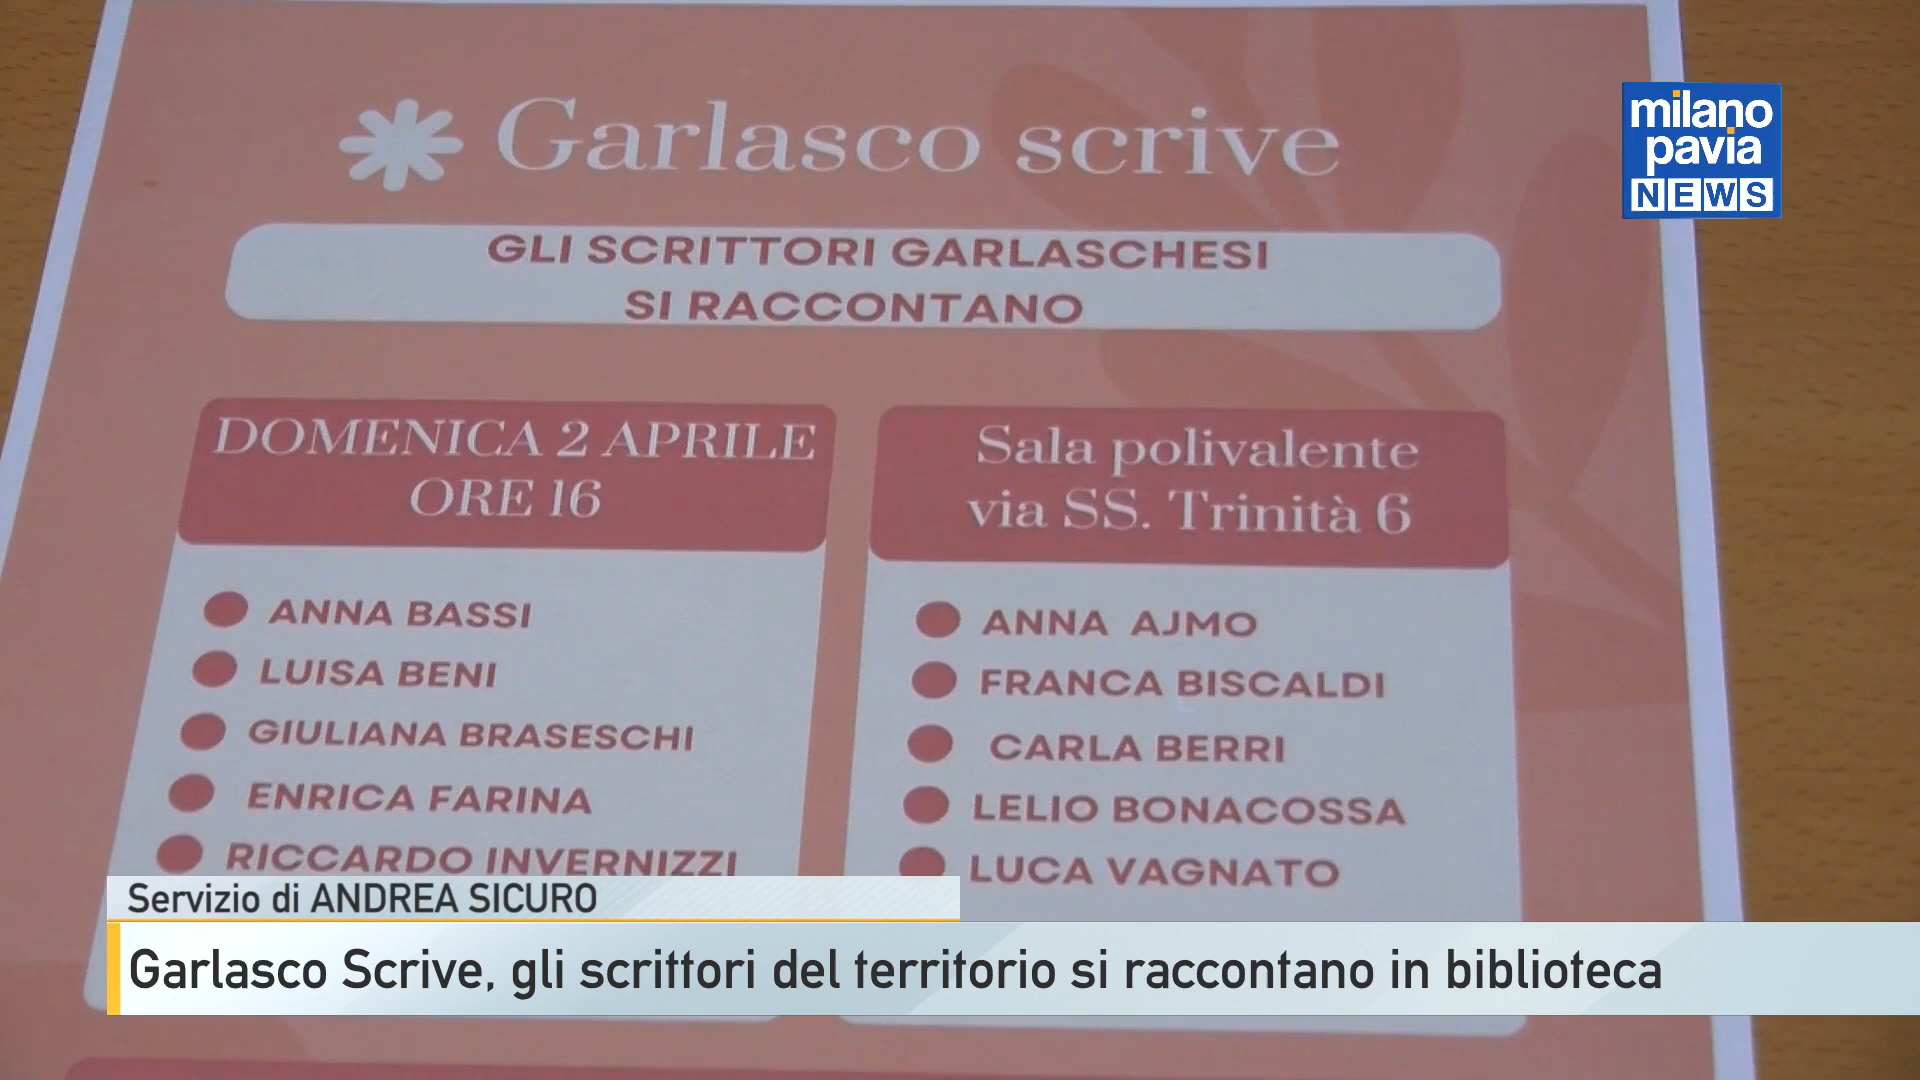 Garlasco scrive
milano
pavia
NEWS
GLI SCRITTORI GARLASCHESI
SI RACCONTANO
DOMENICA 2 APRILE
ORE 16
ANNA BASSI
LUISA BENI
GIULIANA BRASESCHI
ENRICA FARINA
RICCARDO INVERNIZZI
Sala polivalente
via SS. Trinità 6
ANNA AJMO
FRANCA BISCALDI
CARLA BERRI
LELIO BONACOSSA
LUCA VAGNATO
Servizio di ANDREA SICURO
Garlasco Scrive, gli scrittori del territorio si raccontano in biblioteca